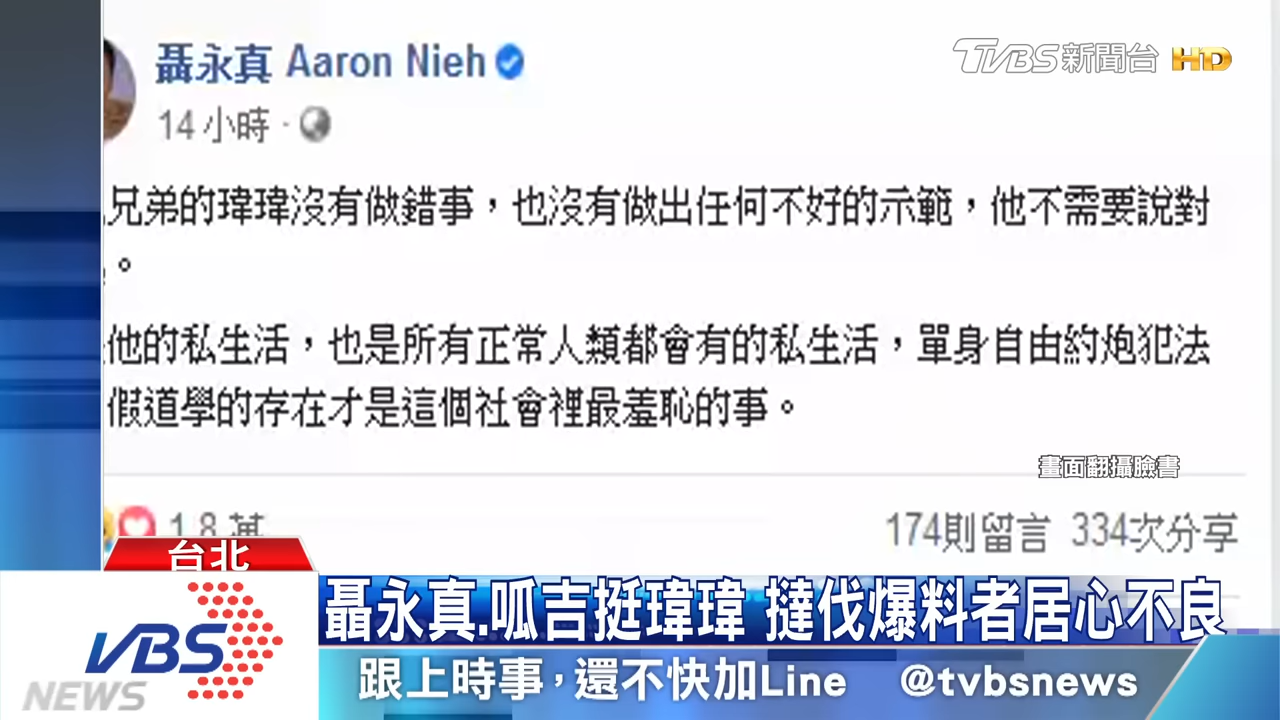 聶永真 Aaron Nieh
TVBS新聞台 HD
14 小時
兄弟的瑋瑋沒有做錯事，也沒有做出任何不好的示範，他不需要說對
。
他的私生活，也是所有正常人類都會有的私生活，單身自由約炮犯法
假道學的存在才是這個社會裡最羞恥的事。
畫面翻攝臉書
1.8 萬
174則留言 334次分享
台北
聶永真.呱吉挺瑋瑋 撻伐爆料者居心不良
TVBS
NEWS
跟上時事，還不快加Line @tvbsnews